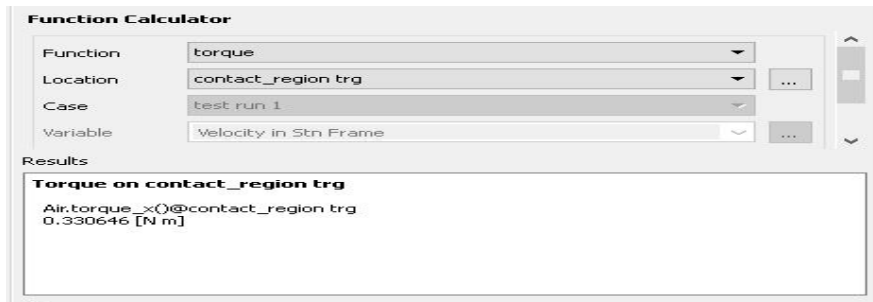 Function Calculator
Function torque
Location contact_region trg ...
Case test run 1
Variable Velocity in Stn Frame ...
Results
Torque on contact_region trg
Air.torque_x()@contact_region trg
0.330646 [N m]